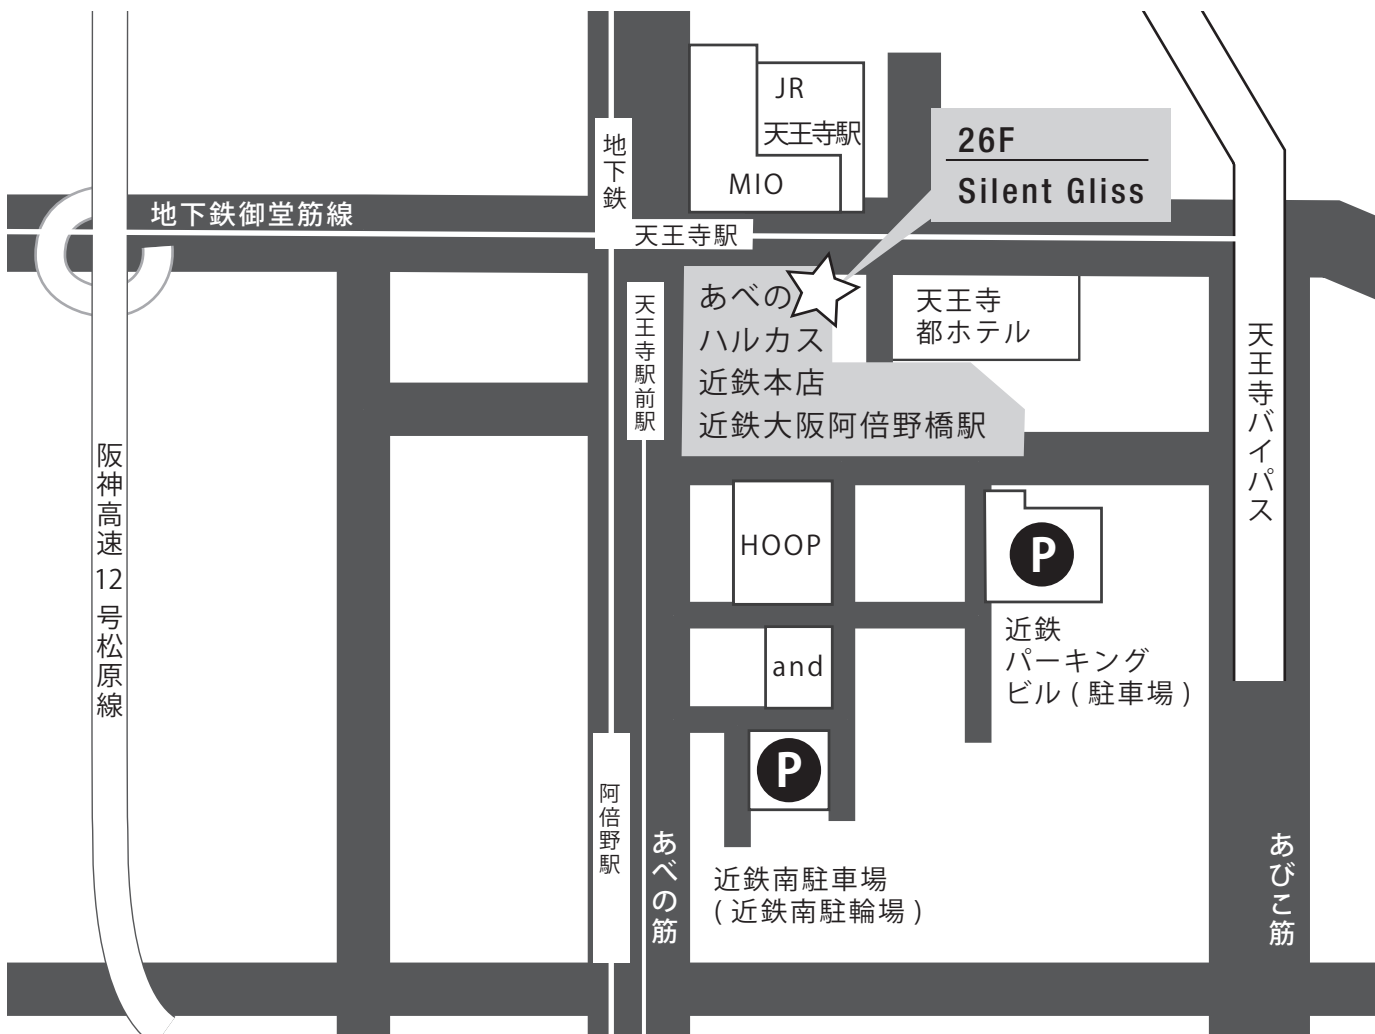 JR
天王寺駅
MIO
26F
Silent Gliss
地下鉄
地下鉄御堂筋線
天王寺駅
天王寺駅前駅
あべの
ハルカス
近鉄本店
近鉄大阪阿倍野橋駅
天王寺
都ホテル
天王寺バイパス
阪神高速12号松原線
HOOP
P
近鉄
パーキング
ビル ( 駐車場 )
and
P
阿倍野駅
あべの筋
近鉄南駐車場
( 近鉄南駐輪場 )
あびこ筋